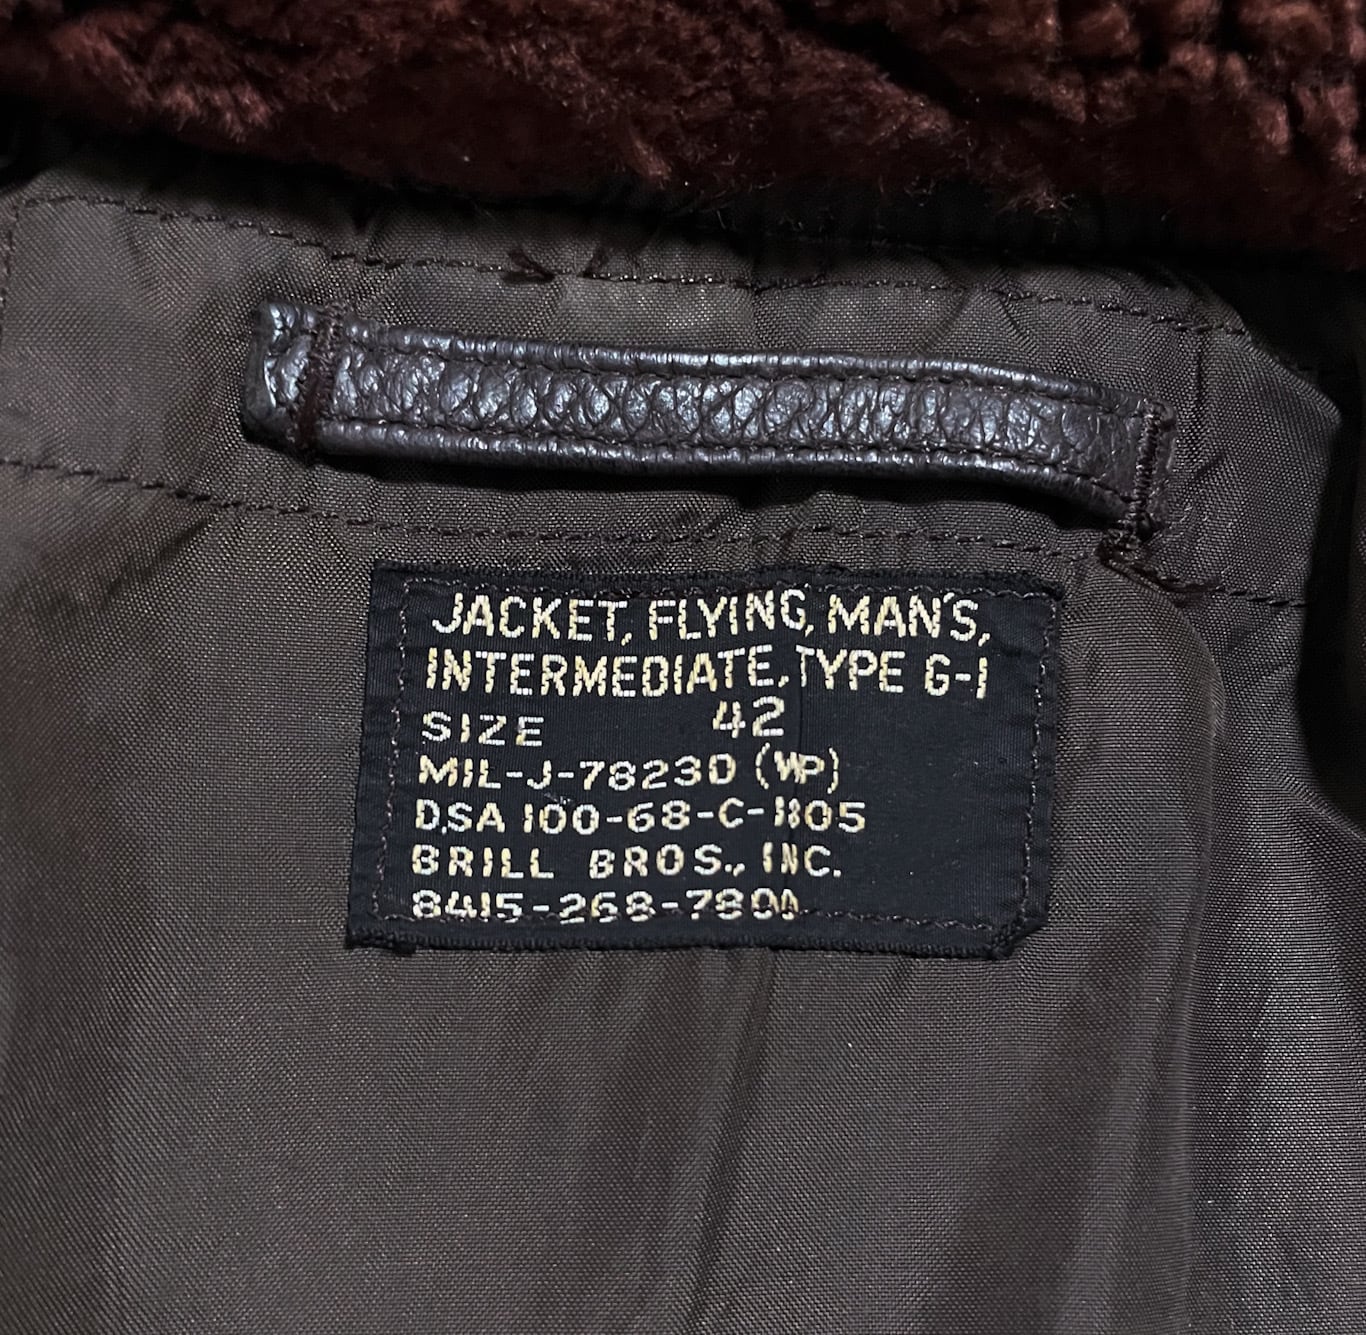 JACKET, FLYING, MAN'S,
INTERMEDIATE, TYPE G-1
SIZE 42
MIL-J-78230 (WP)
DSA 100-68-C-1805
BRILL BROS., INC.
8415-268-7800